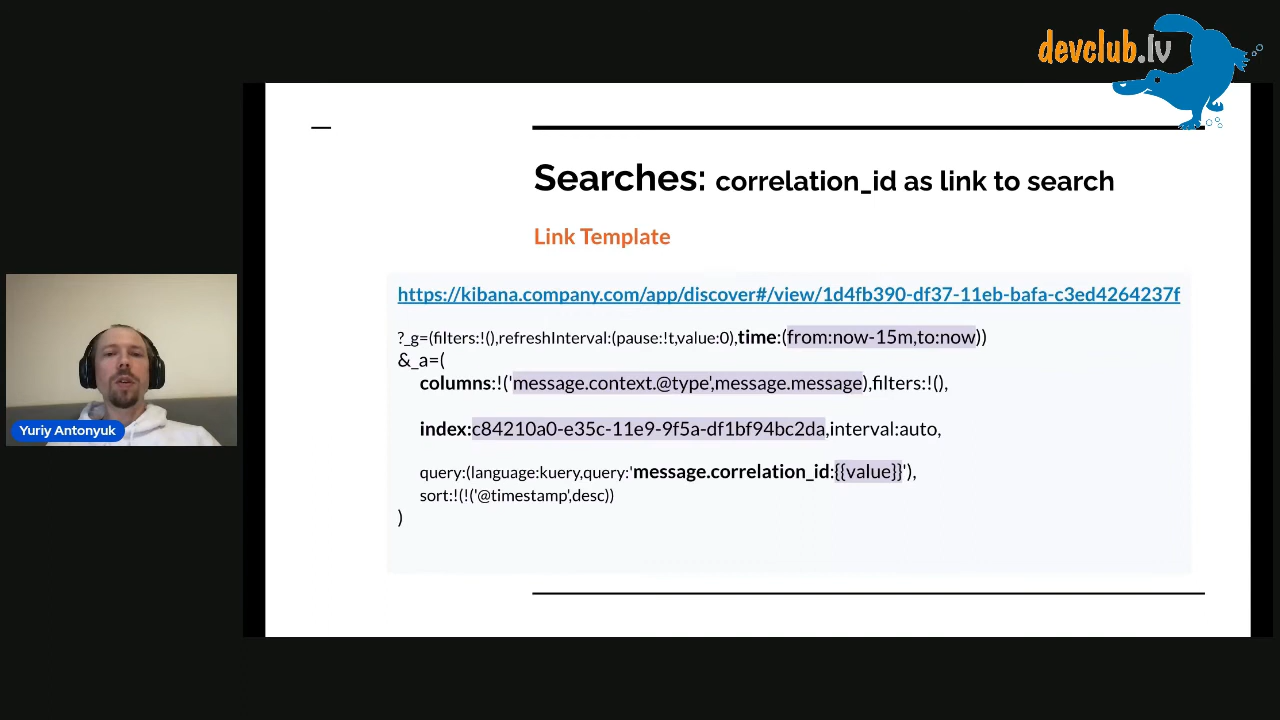 devclub.lv
Searches: correlation_id as link to search
Link Template
https://kibana.company.com/app/discover#/view/1d4fb390-df37-11eb-bafa-c3ed4264237f
?_g=(filters:!(),refreshInterval:(pause:!t,value:0),time:(from:now-15m,to:now))
&_a=(
columns:!('message.context.@type',message.message),filters:!(),
index:c84210a0-e35c-11e9-9f5a-df1bf94bc2da,interval:auto,
query:(language:kuery,query:'message.correlation_id:{{value}}'),
sort:!(!('@timestamp',desc))
)
Yuriy Antonyuk